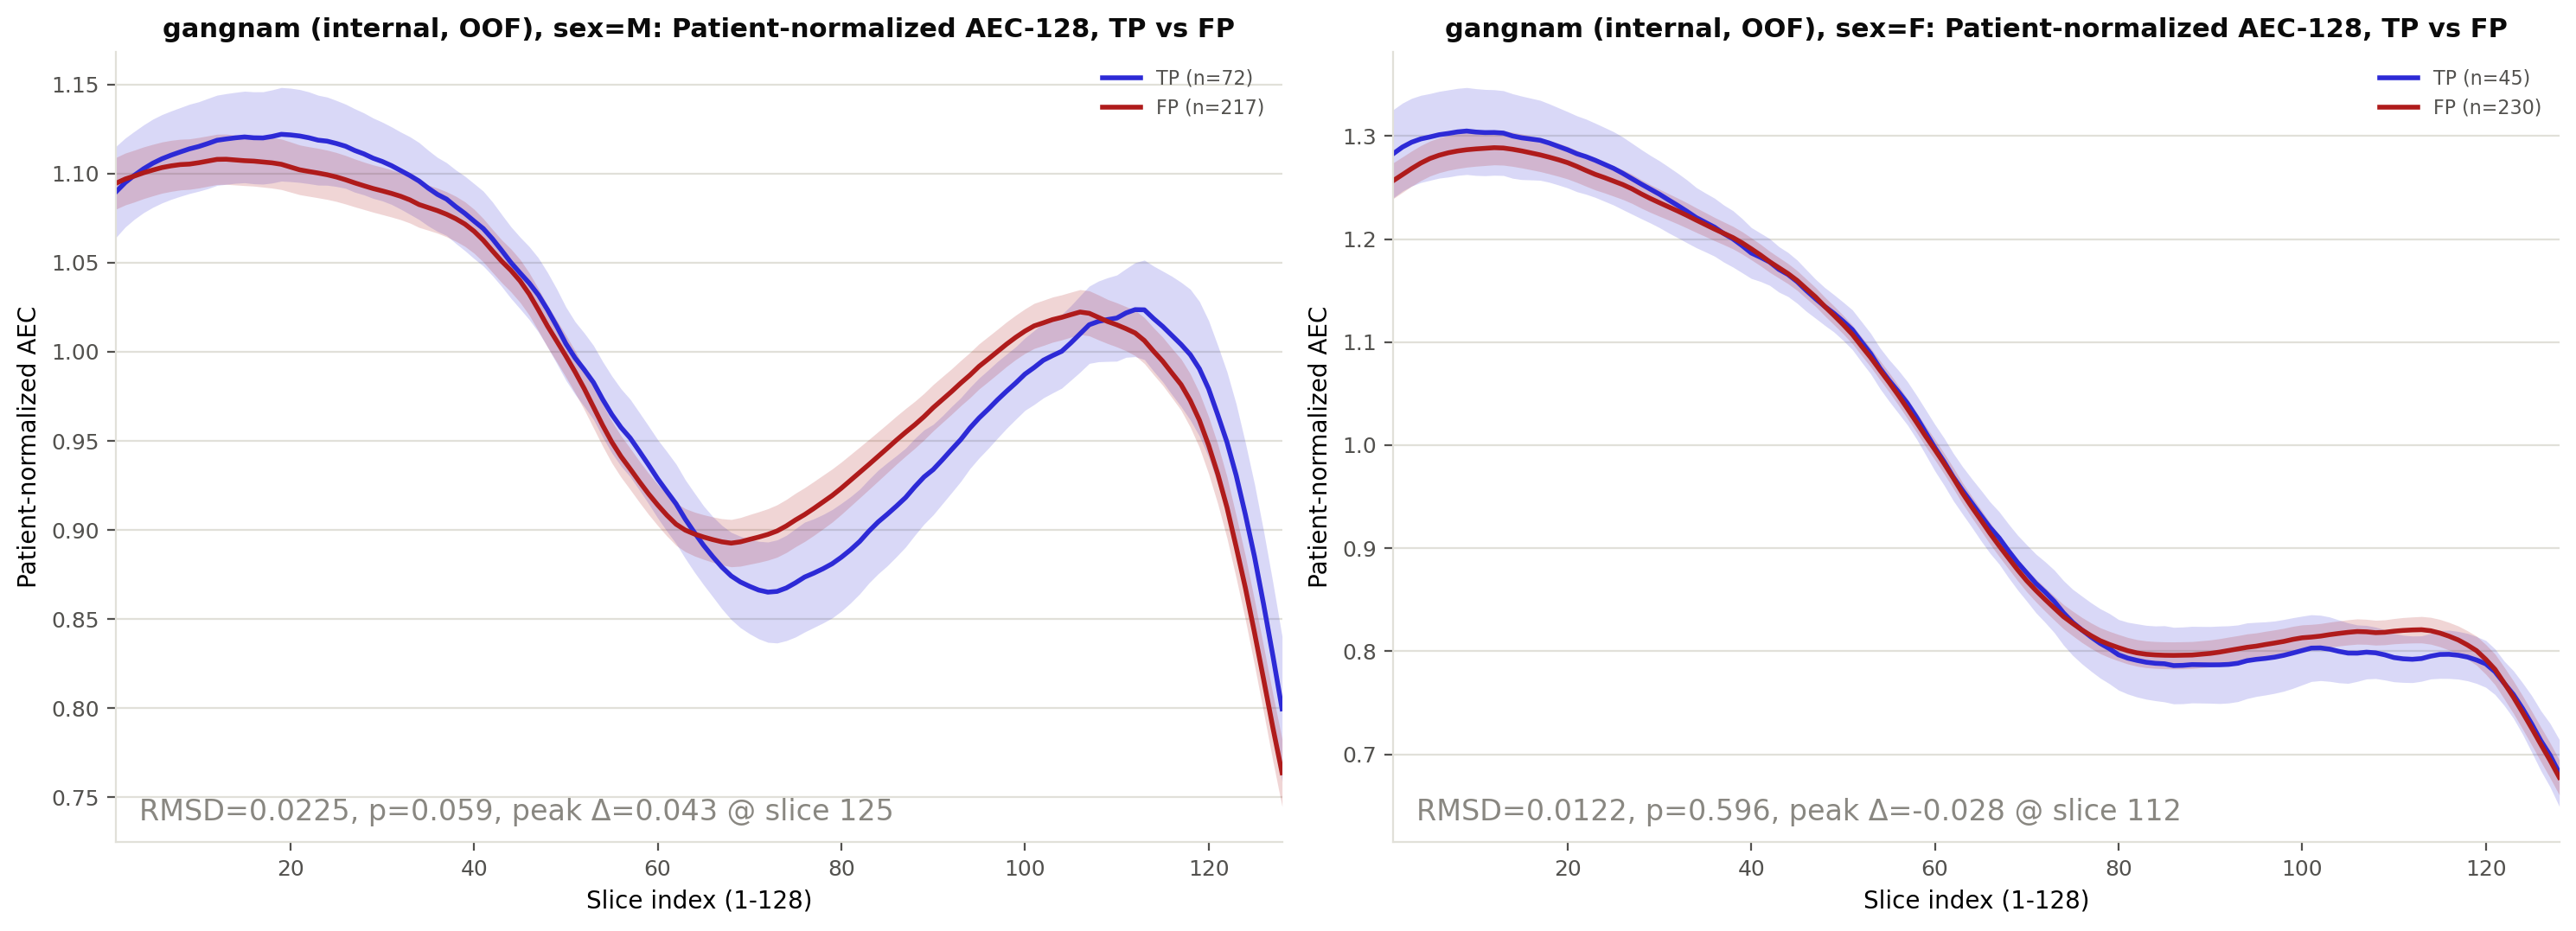 gangnam (internal, OOF), sex=M: Patient-normalized AEC-128, TP vs FP
TP (n=72)
FP (n=217)
1.15
1.10
1.05
1.00
0.95
0.90
0.85
0.80
0.75
Patient-normalized AEC
RMSD=0.0225, p=0.059, peak Δ=0.043 @ slice 125
20
40
60
80
100
120
Slice index (1-128)
gangnam (internal, OOF), sex=F: Patient-normalized AEC-128, TP vs FP
TP (n=45)
FP (n=230)
1.3
1.2
1.1
1.0
0.9
0.8
0.7
Patient-normalized AEC
RMSD=0.0122, p=0.596, peak Δ=-0.028 @ slice 112
20
40
60
80
100
120
Slice index (1-128)